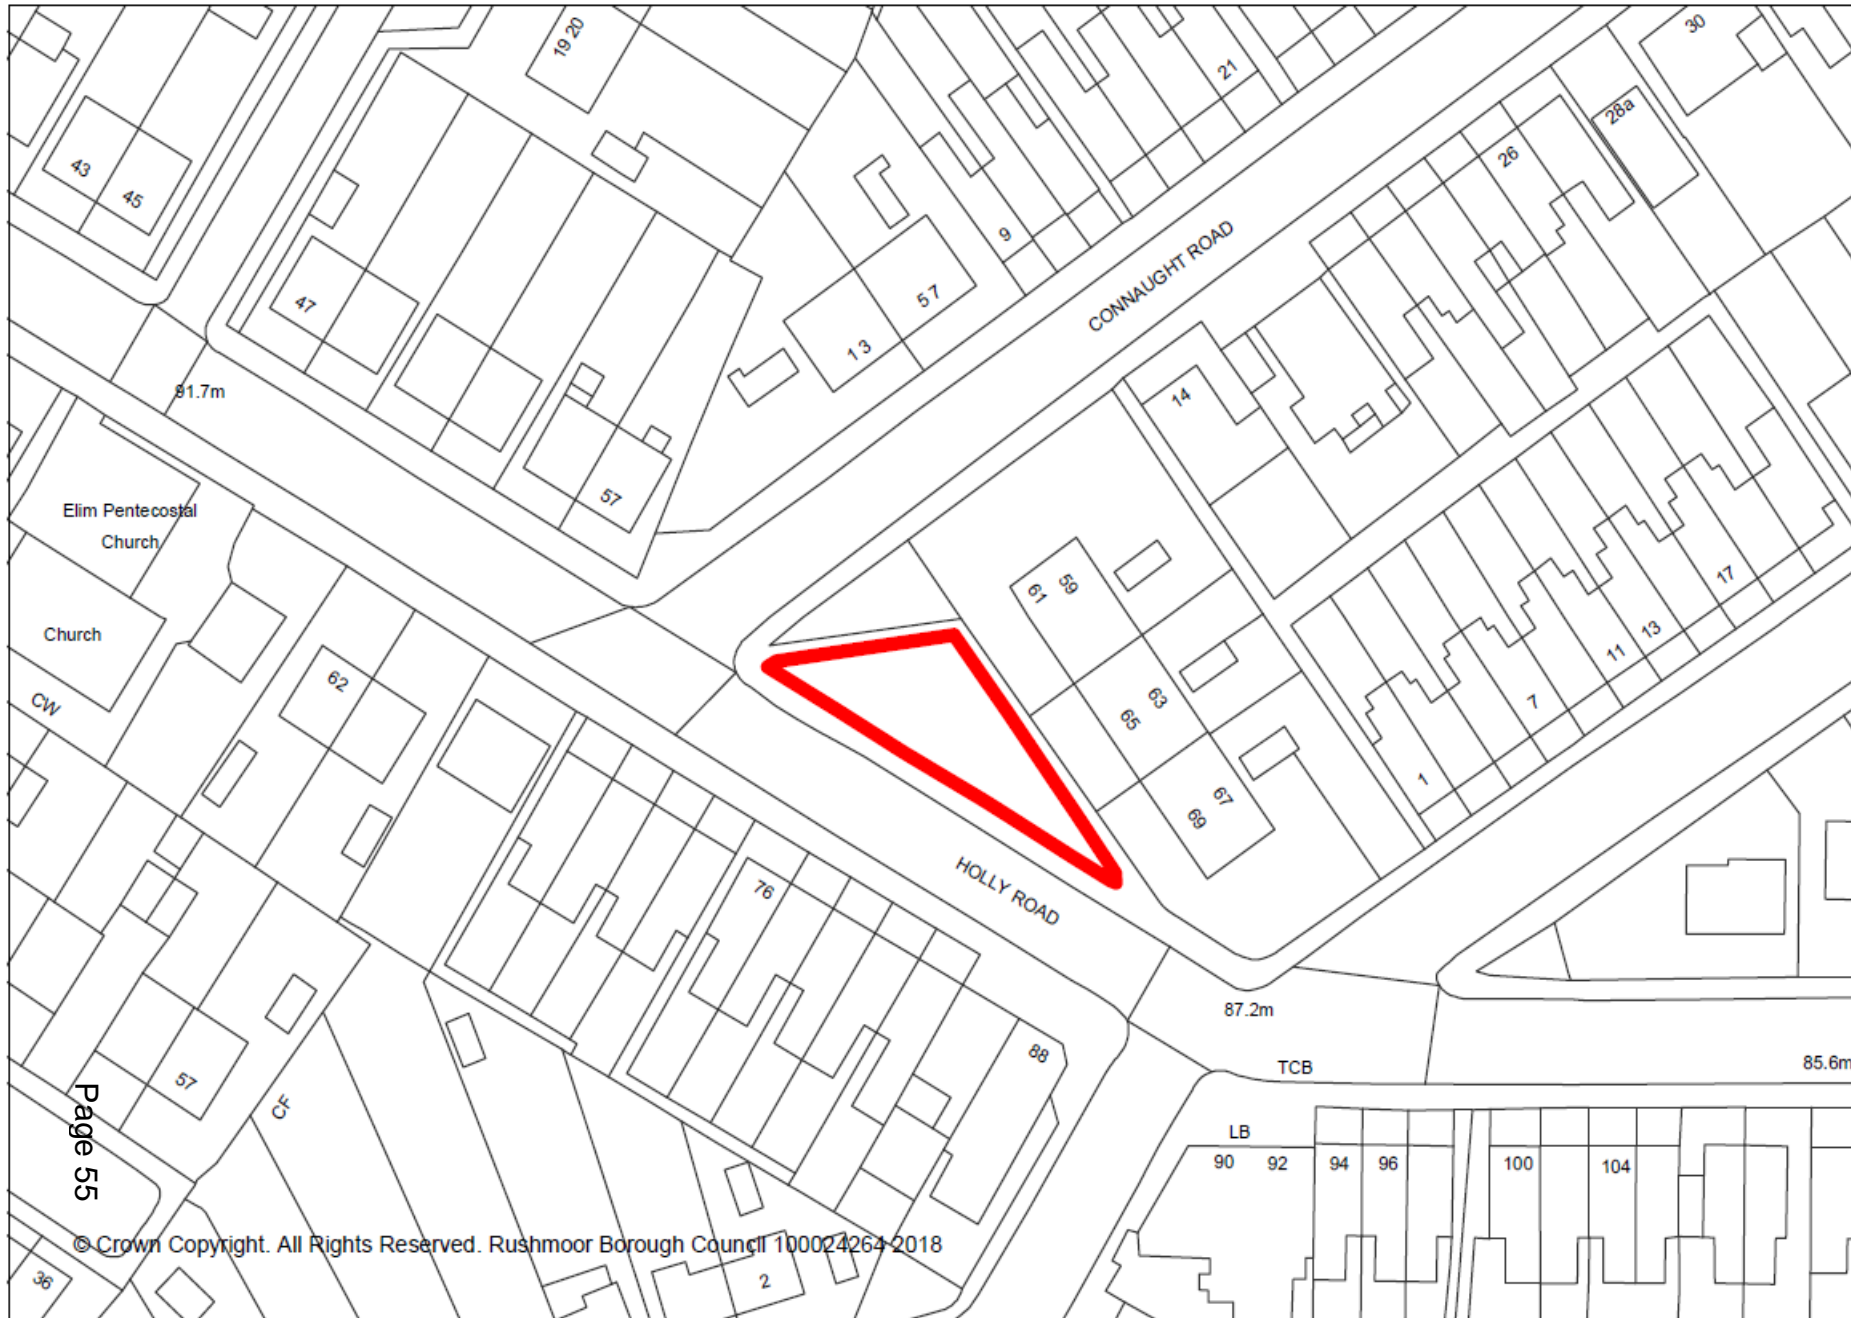 19 20
21
30
28a
26
43
45
9
CONNAUGHT ROAD
47
5 7
1 3
91.7m
14
57
Elim Pentecostal
Church
Church
61
59
17
13
11
62
CW
65
63
7
1
67
69
HOLLY ROAD
76
87.2m
88
TCB
85.6m
57
CF
Page 55
LB
90
92
94
96
100
104
© Crown Copyright. All Rights Reserved. Rushmoor Borough Council 100024264 2018
36
2